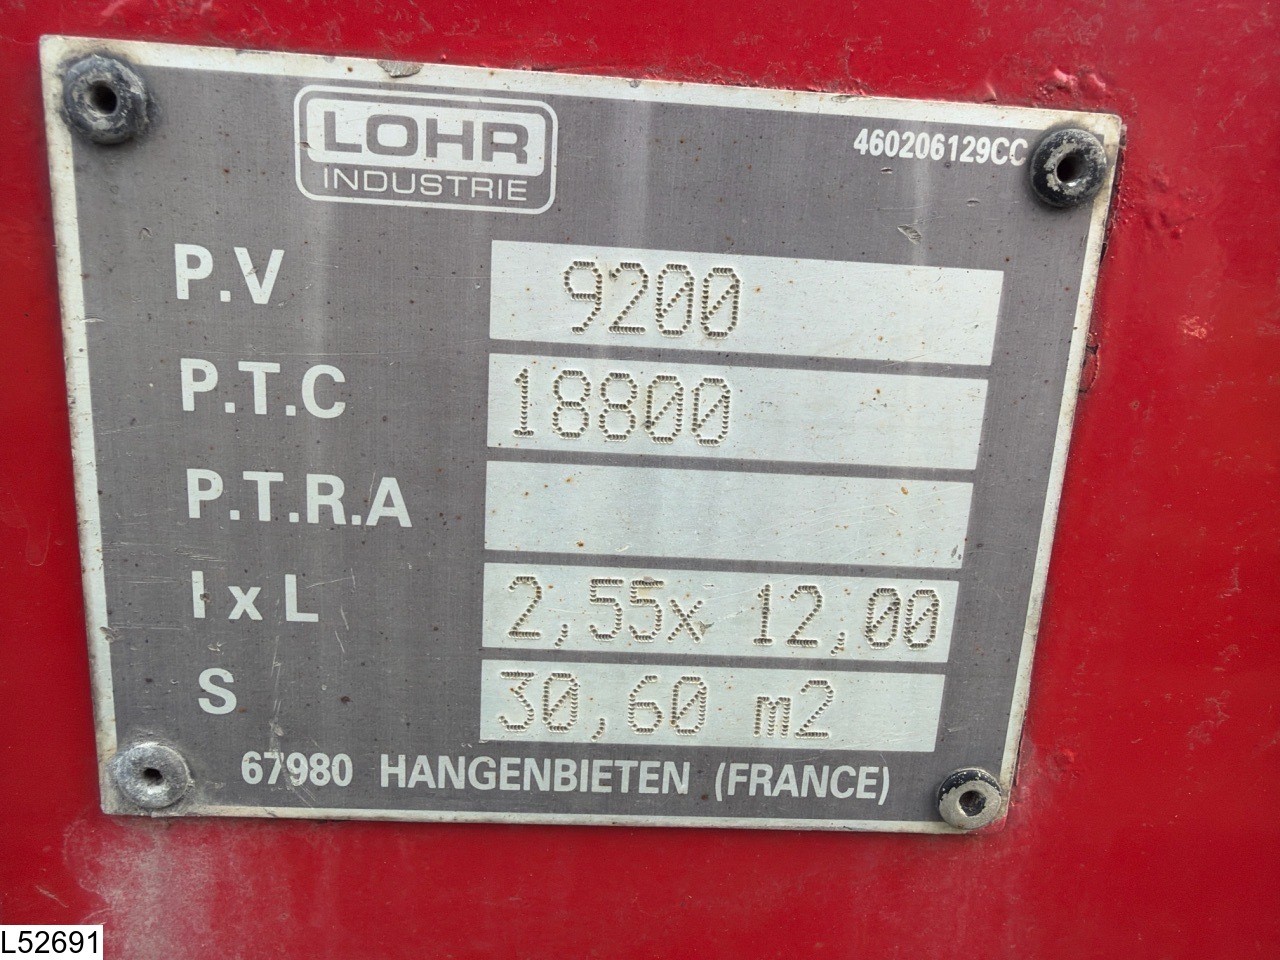 LOHR
INDUSTRIE
460206129CC
P.V 9200
P.T.C 18800
P.T.R.A
l x L 2,55x 12,00
S 30,60 m2
67980 HANGENBIETEN (FRANCE)
L52691